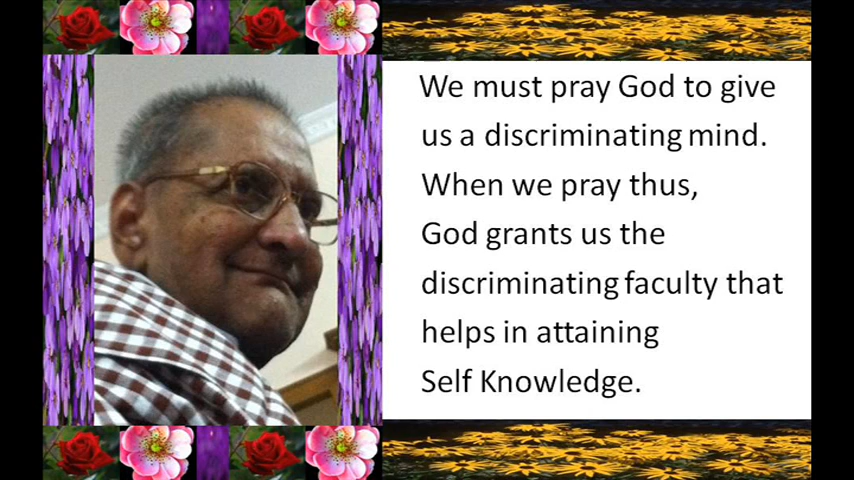 We must pray God to give
us a discriminating mind.
When we pray thus,
God grants us the
discriminating faculty that
helps in attaining
Self Knowledge.